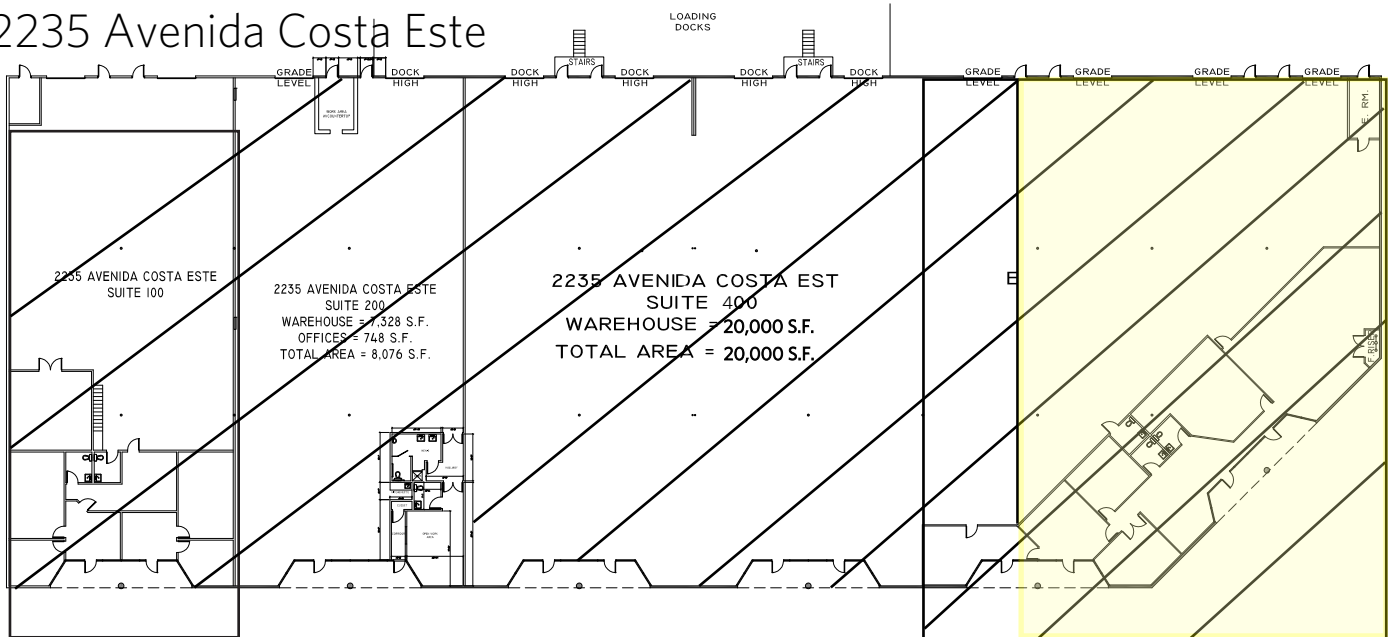 2235 Avenida Costa Este
LOADING
DOCKS
STAIRS
STAIRS
GRADE
LEVEL
DOCK
HIGH
DOCK
HIGH
DOCK
HIGH
DOCK
HIGH
DOCK
HIGH
GRADE
LEVEL
GRADE
LEVEL
GRADE
LEVEL
GRADE
LEVEL
E. RM.
2235 AVENIDA COSTA ESTE
SUITE 100
2235 AVENIDA COSTA ESTE
SUITE 200
WAREHOUSE = 7,328 S.F.
OFFICES = 748 S.F.
TOTAL AREA = 8,076 S.F.
2235 AVENIDA COSTA EST
SUITE 400
WAREHOUSE = 20,000 S.F.
TOTAL AREA = 20,000 S.F.
E
F.RISER